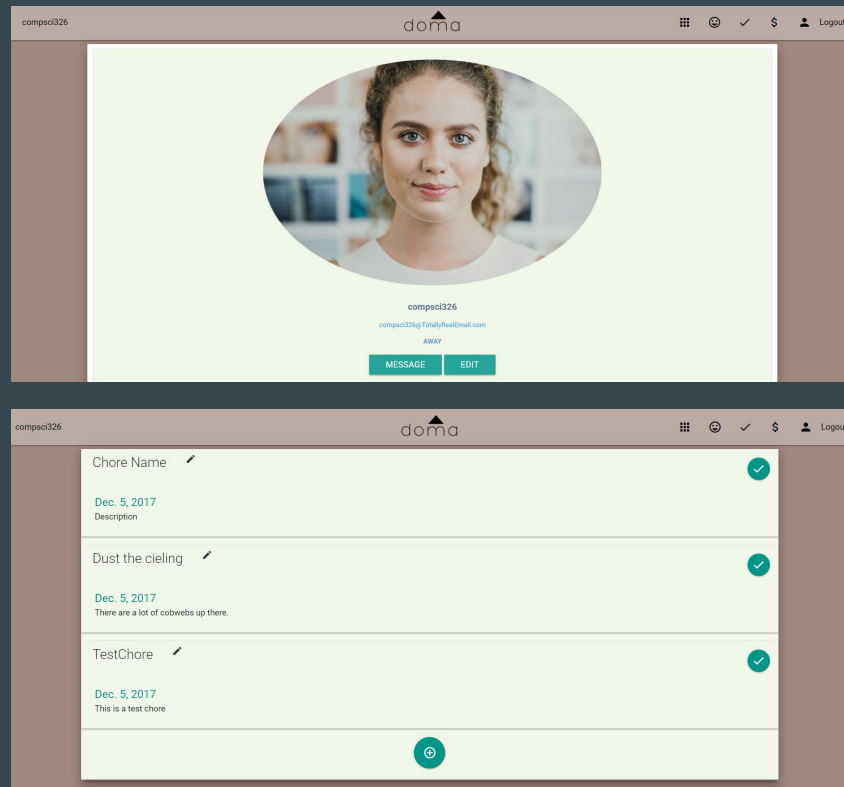 compsci326
doma
$
Logout
compsci326
compsci326@TotallyRealEmail.com
AWAY
MESSAGE
EDIT
compsci326
doma
$
Logou
Chore Name
Dec. 5, 2017
Description
Dust the cieling
Dec. 5, 2017
There are a lot of cobwebs up there.
TestChore
Dec. 5, 2017
This is a test chore